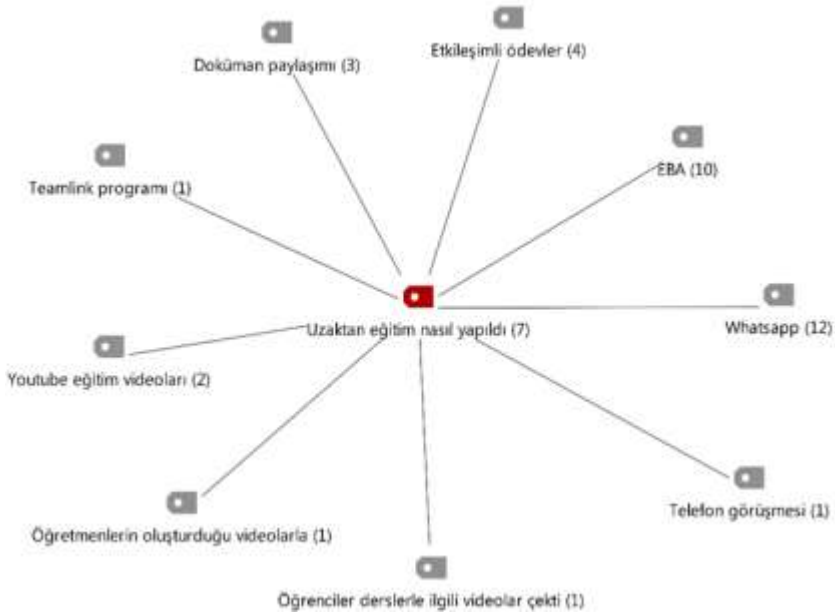 Etkileşimli ödevler (4)
Doküman paylaşımı (3)
EBA (10)
Teamlink programı (1)
Uzaktan eğitim nasıl yapıldı (7)
Whatsapp (12)
Youtube eğitim videoları (2)
Telefon görüşmesi (1)
Öğretmenlerin oluşturduğu videolarla (1)
Öğrenciler derslerle ilgili videolar çekti (1)